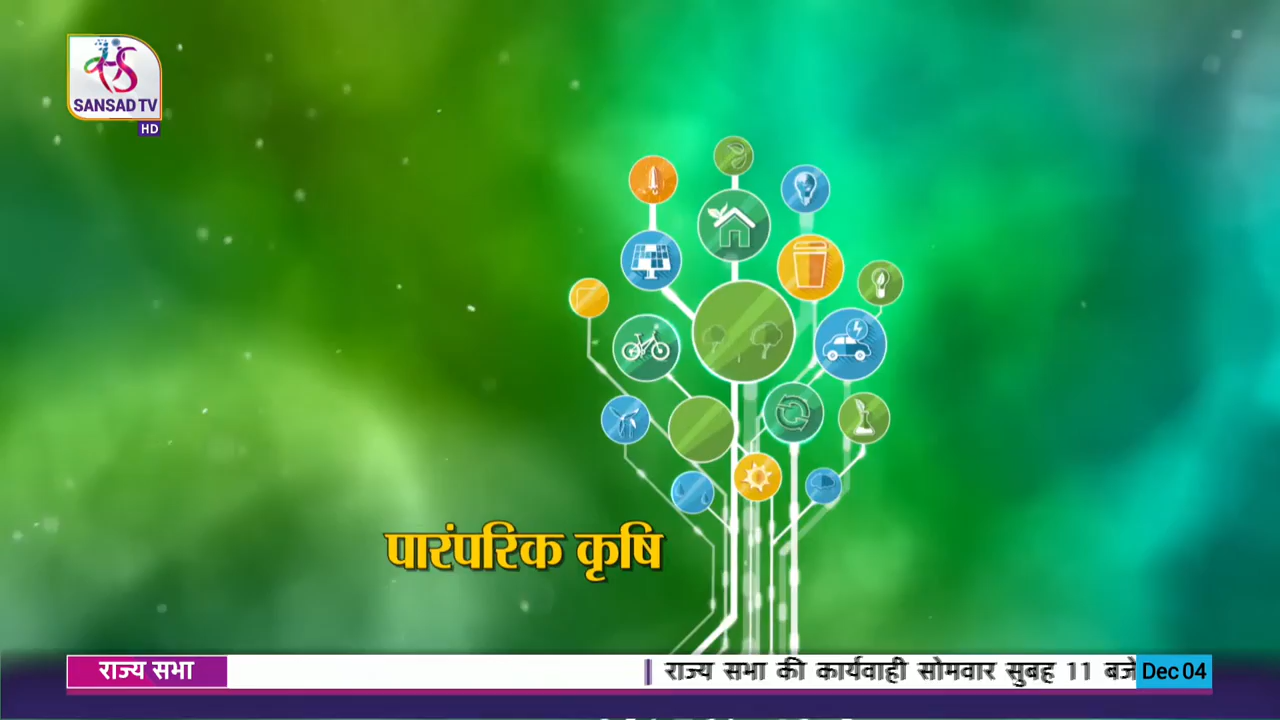 SANSAD TV
HD
पारंपरिक कृषि
राज्य सभा
राज्य सभा की कार्यवाही सोमवार सुबह 11 बजे
Dec 04